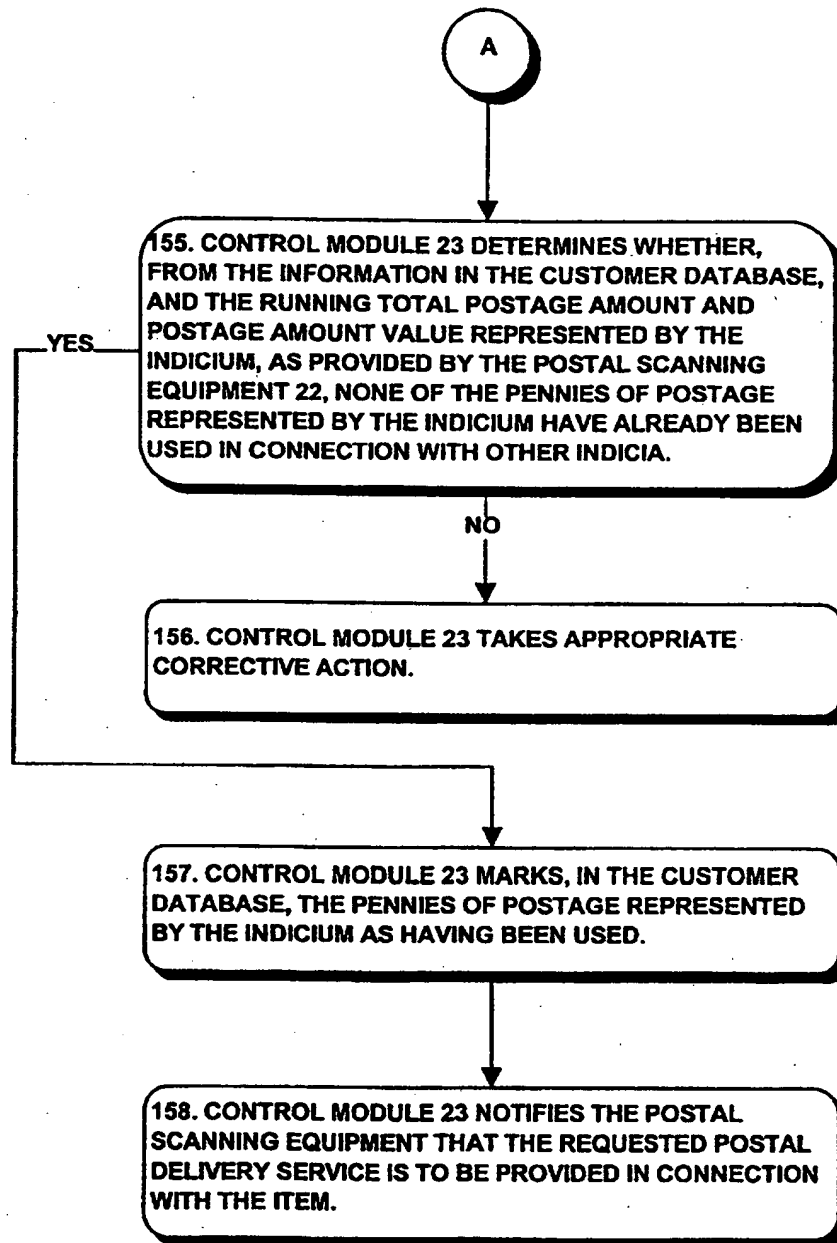 A
155. CONTROL MODULE 23 DETERMINES WHETHER,
FROM THE INFORMATION IN THE CUSTOMER DATABASE,
AND THE RUNNING TOTAL POSTAGE AMOUNT AND
POSTAGE AMOUNT VALUE REPRESENTED BY THE
INDICIUM, AS PROVIDED BY THE POSTAL SCANNING
EQUIPMENT 22, NONE OF THE PENNIES OF POSTAGE
REPRESENTED BY THE INDICIUM HAVE ALREADY BEEN
USED IN CONNECTION WITH OTHER INDICIA.
YES
NO
156. CONTROL MODULE 23 TAKES APPROPRIATE
CORRECTIVE ACTION.
157. CONTROL MODULE 23 MARKS, IN THE CUSTOMER
DATABASE, THE PENNIES OF POSTAGE REPRESENTED
BY THE INDICIUM AS HAVING BEEN USED.
158. CONTROL MODULE 23 NOTIFIES THE POSTAL
SCANNING EQUIPMENT THAT THE REQUESTED POSTAL
DELIVERY SERVICE IS TO BE PROVIDED IN CONNECTION
WITH THE ITEM.